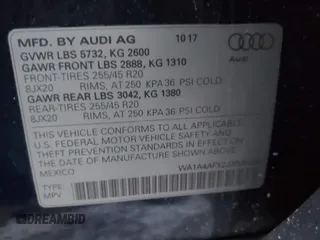 MFD. BY AUDI AG 10 17
GVWR LBS 5732, KG 2600
GAWR FRONT LBS 2888, KG 1310
FRONT-TIRES 255/45 R20
8JX20 RIMS, AT 250 KPA 36 PSI COLD
GAWR REAR LBS 3042, KG 1380
REAR-TIRES 255/45 R20
8JX20 RIMS, AT 250 KPA 36 PSI COLD
THIS VEHICLE CONFORMS TO ALL APPLICABLE
U.S. FEDERAL MOTOR VEHICLE SAFETY
BUMPER AND THEFT PREVENTION STANDARDS
IN EFFECT ON THE DATE OF MANUFACTURE
SHOWN ABOVE.
MEXICO
TYPE:
MPV
DREAMBID